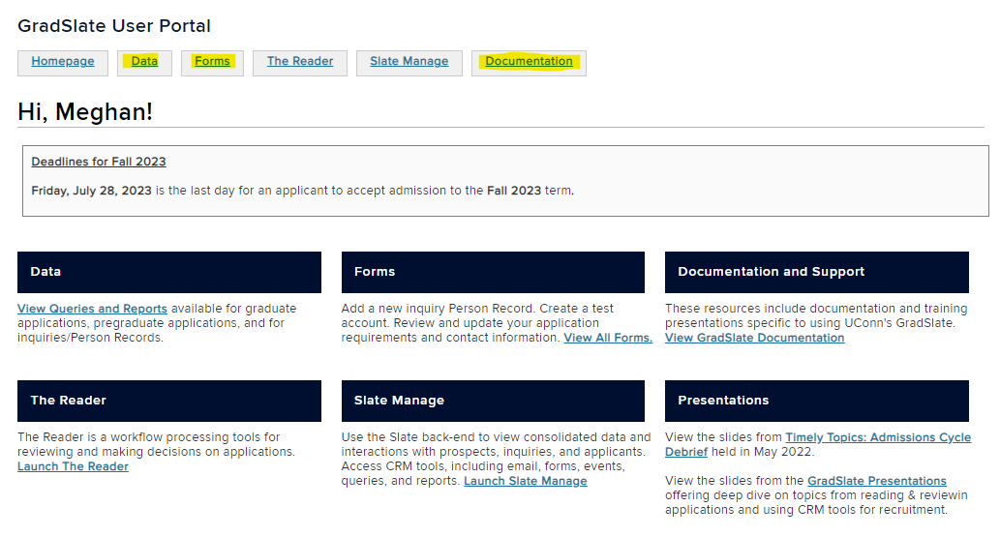 GradSlate User Portal
Homepage Data Forms The Reader Slate Manage Documentation
Hi, Meghan!
Deadlines for Fall 2023
Friday, July 28, 2023 is the last day for an applicant to accept admission to the Fall 2023 term.
Data
View Queries and Reports available for graduate
applications, pregraduate applications, and for
inquiries/Person Records.
Forms
Add a new inquiry Person Record. Create a test
account. Review and update your application
requirements and contact information. View All Forms.
Documentation and Support
These resources include documentation and training
presentations specific to using UConn's GradSlate.
View GradSlate Documentation
The Reader
The Reader is a workflow processing tools for
reviewing and making decisions on applications.
Launch The Reader
Slate Manage
Use the Slate back-end to view consolidated data and
interactions with prospects, inquiries, and applicants.
Access CRM tools, including email, forms, events,
queries, and reports. Launch Slate Manage
Presentations
View the slides from Timely Topics: Admissions Cycle
Debrief held in May 2022.
View the slides from the GradSlate Presentations
offering deep dive on topics from reading & reviewin
applications and using CRM tools for recruitment.